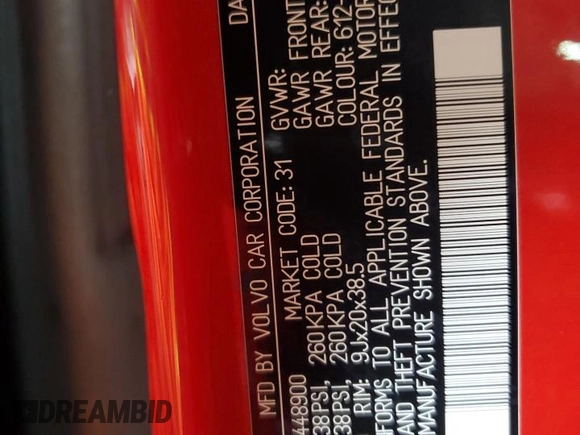 MFD BY VOLVO CAR CORPORATION DA
448900 MARKET CODE: 31 GVWR:
38PSI, 260KPA COLD GAWR FRONT
38PSI, 260KPA COLD GAWR REAR:
RIM: 9Jx20x38.5 COLOUR: 612-
NFORMS TO ALL APPLICABLE FEDERAL MOTOR
AND THEFT PREVENTION STANDARDS IN EFFEC
MANUFACTURE SHOWN ABOVE.
DREAMBID